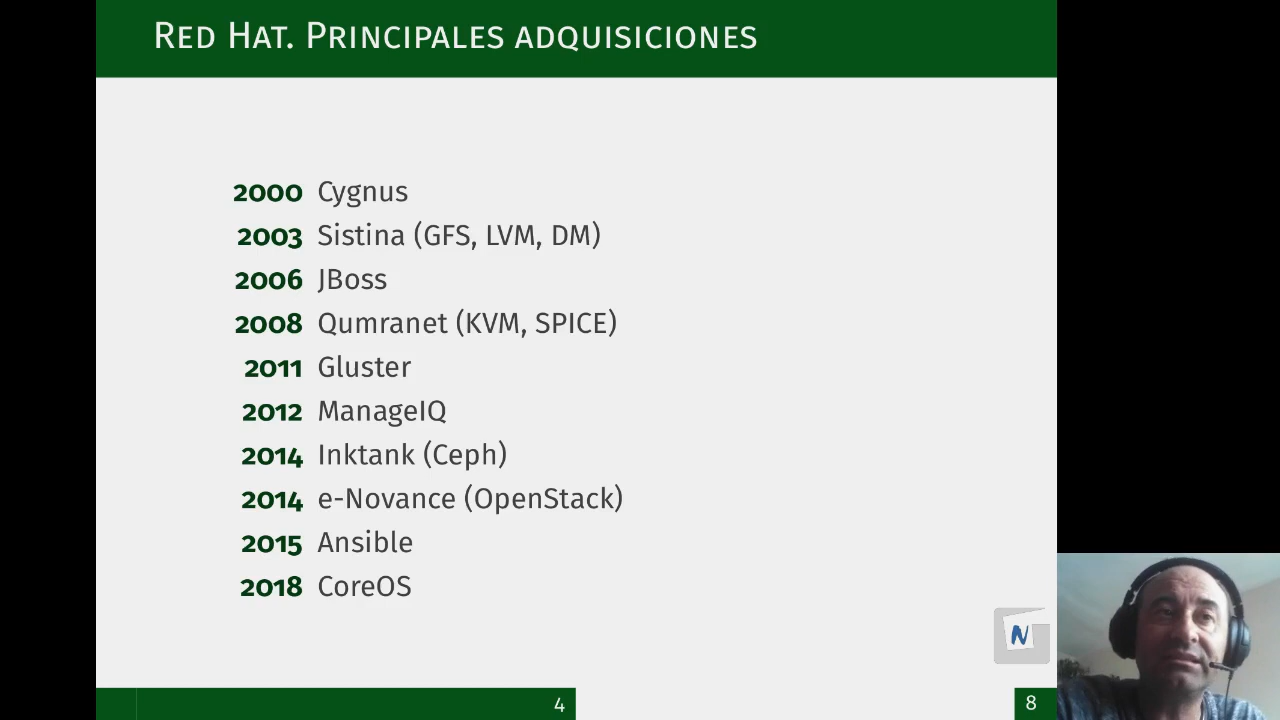 Red Hat. Principales adquisiciones
2000 Cygnus
2003 Sistina (GFS, LVM, DM)
2006 JBoss
2008 Qumranet (KVM, SPICE)
2011 Gluster
2012 ManageIQ
2014 Inktank (Ceph)
2014 e-Novance (OpenStack)
2015 Ansible
2018 CoreOS
N
4
8